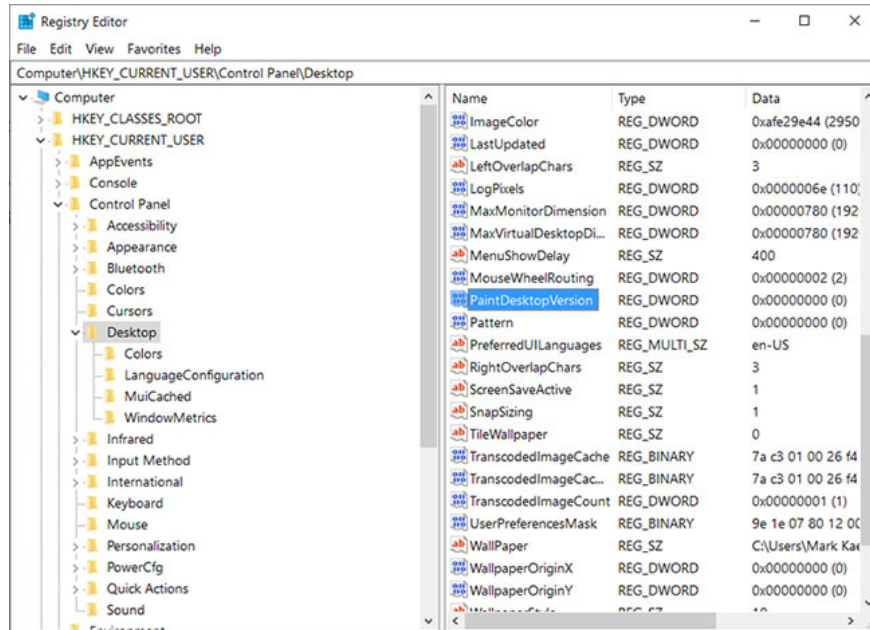 Registry Editor
File Edit View Favorites Help
Computer\HKEY_CURRENT_USER\Control Panel\Desktop
Computer
HKEY_CLASSES_ROOT
HKEY_CURRENT_USER
AppEvents
Console
Control Panel
Accessibility
Appearance
Bluetooth
Colors
Cursors
Desktop
Colors
LanguageConfiguration
MuiCached
WindowMetrics
Infrared
Input Method
International
Keyboard
Mouse
Personalization
PowerCfg
Quick Actions
Sound
Name Type Data
ImageColor REG_DWORD 0xafe29e44 (2950
LastUpdated REG_DWORD 0x00000000 (0)
LeftOverlapChars REG_SZ 3
LogPixels REG_DWORD 0x0000006e (110)
MaxMonitorDimension REG_DWORD 0x00000780 (192
MaxVirtualDesktopDi... REG_DWORD 0x00000780 (192
MenuShowDelay REG_SZ 400
MouseWheelRouting REG_DWORD 0x00000002 (2)
PaintDesktopVersion REG_DWORD 0x00000000 (0)
Pattern REG_DWORD 0x00000000 (0)
PreferredUILanguages REG_MULTI_SZ en-US
RightOverlapChars REG_SZ 3
ScreenSaveActive REG_SZ 1
SnapSizing REG_SZ 1
TileWallpaper REG_SZ 0
TranscodedImageCache REG_BINARY 7a c3 01 00 26 f4
TranscodedImageCac... REG_BINARY 7a c3 01 00 26 f4
TranscodedImageCount REG_DWORD 0x00000001 (1)
UserPreferencesMask REG_BINARY 9e 1e 07 80 12 00
WallPaper REG_SZ C:\Users\Mark Kae
WallpaperOriginX REG_DWORD 0x00000000 (0)
WallpaperOriginY REG_DWORD 0x00000000 (0)